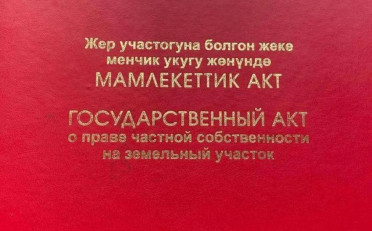 Жер участогуна болгон жеке
менчик укугу жөнүндө
МАМЛЕКЕТТИК АКТ
ГОСУДАРСТВЕННЫЙ АКТ
о праве частной собственности
на земельный участок